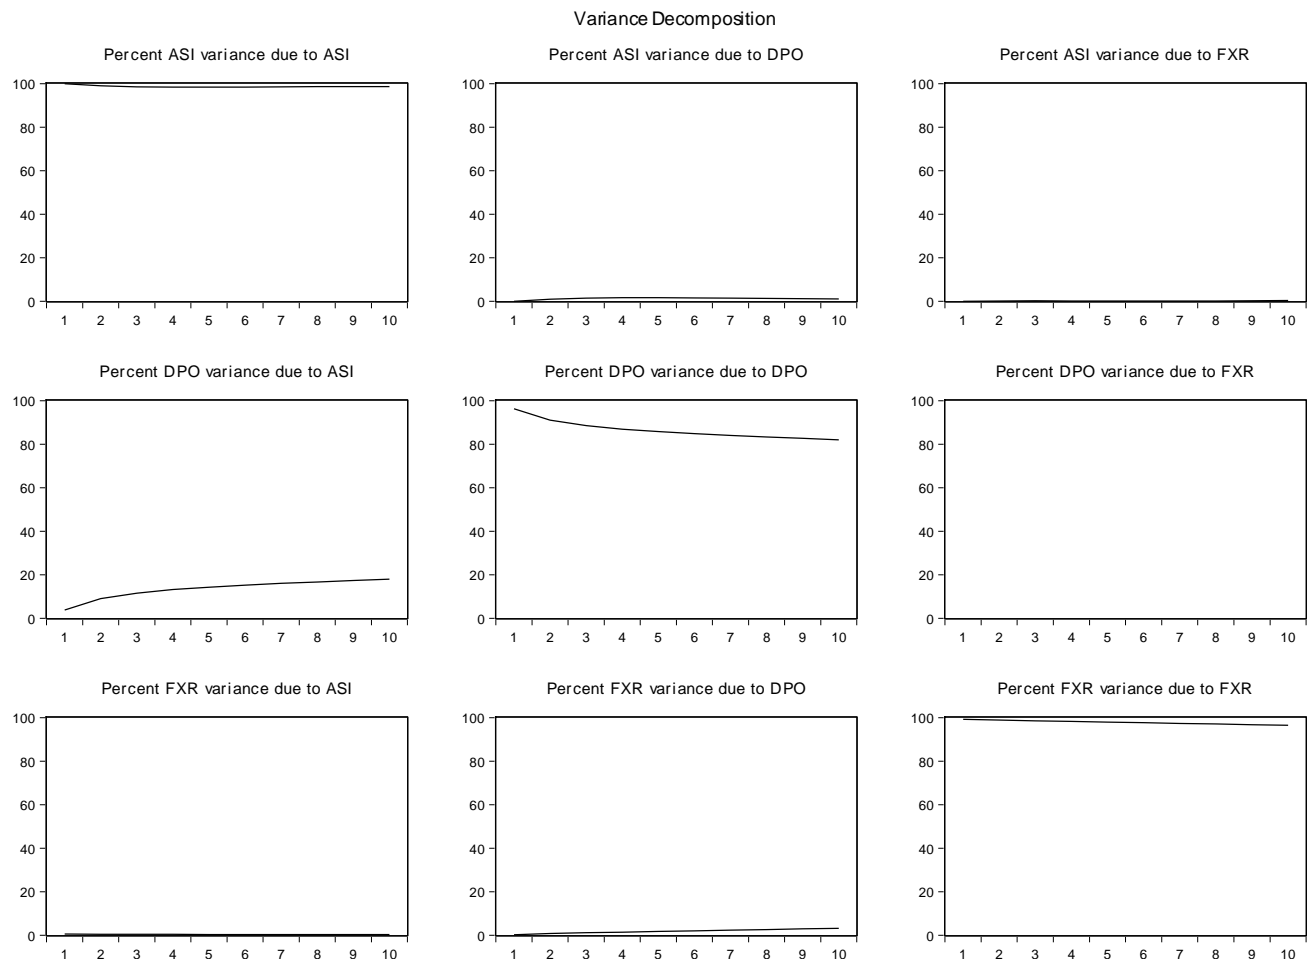 Variance Decomposition
Percent ASI variance due to ASI
Percent ASI variance due to DPO
Percent ASI variance due to FXR
100
80
60
40
20
0
1 2 3 4 5 6 7 8 9 10
100
80
60
40
20
0
1 2 3 4 5 6 7 8 9 10
100
80
60
40
20
0
1 2 3 4 5 6 7 8 9 10
Percent DPO variance due to ASI
Percent DPO variance due to DPO
Percent DPO variance due to FXR
100
80
60
40
20
0
1 2 3 4 5 6 7 8 9 10
100
80
60
40
20
0
1 2 3 4 5 6 7 8 9 10
100
80
60
40
20
0
1 2 3 4 5 6 7 8 9 10
Percent FXR variance due to ASI
Percent FXR variance due to DPO
Percent FXR variance due to FXR
100
80
60
40
20
0
1 2 3 4 5 6 7 8 9 10
100
80
60
40
20
0
1 2 3 4 5 6 7 8 9 10
100
80
60
40
20
0
1 2 3 4 5 6 7 8 9 10